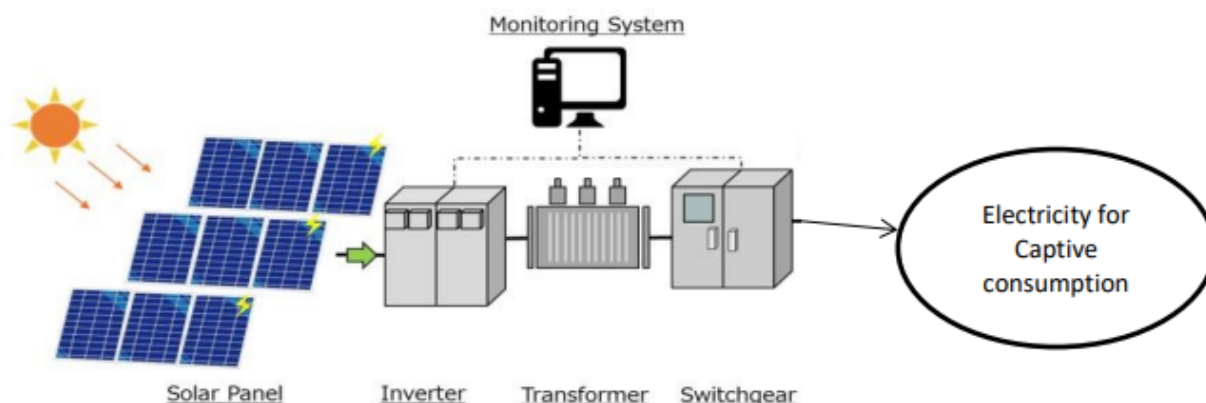 Monitoring System
Electricity for
Captive
consumption
Solar Panel
Inverter
Transformer
Switchgear